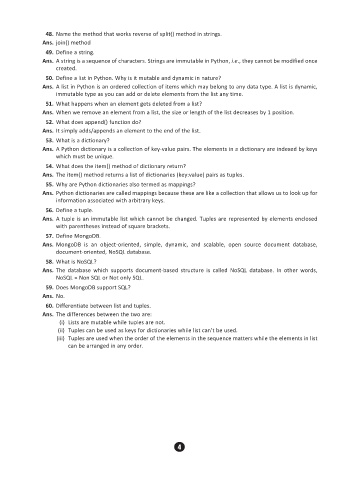 48. Name the method that works reverse of split() method in strings.
Ans. join() method
49. Define a string.
Ans. A string is a sequence of characters. Strings are immutable in Python, i.e., they cannot be modified once
created.
50. Define a list in Python. Why is it mutable and dynamic in nature?
Ans. A list in Python is an ordered collection of items which may belong to any data type. A list is dynamic,
immutable type as you can add or delete elements from the list any time.
51. What happens when an element gets deleted from a list?
Ans. When we remove an element from a list, the size or length of the list decreases by 1 position.
52. What does append() function do?
Ans. It simply adds/appends an element to the end of the list.
53. What is a dictionary?
Ans. A Python dictionary is a collection of key-value pairs. The elements in a dictionary are indexed by keys
which must be unique.
54. What does the item() method of dictionary return?
Ans. The item() method returns a list of dictionaries (key:value) pairs as tuples.
55. Why are Python dictionaries also termed as mappings?
Ans. Python dictionaries are called mappings because these are like a collection that allows us to look up for
information associated with arbitrary keys.
56. Define a tuple.
Ans. A tuple is an immutable list which cannot be changed. Tuples are represented by elements enclosed
with parentheses instead of square brackets.
57. Define MongoDB.
Ans. MongoDB is an object-oriented, simple, dynamic, and scalable, open source document database,
document-oriented, NoSQL database.
58. What is NoSQL?
Ans. The database which supports document-based structure is called NoSQL database. In other words,
NoSQL = Non SQL or Not only SQL.
59. Does MongoDB support SQL?
Ans. No.
60. Differentiate between list and tuples.
Ans. The differences between the two are:
(i) Lists are mutable while tuples are not.
(ii) Tuples can be used as keys for dictionaries while list can't be used.
(iii) Tuples are used when the order of the elements in the sequence matters while the elements in list
can be arranged in any order.
4